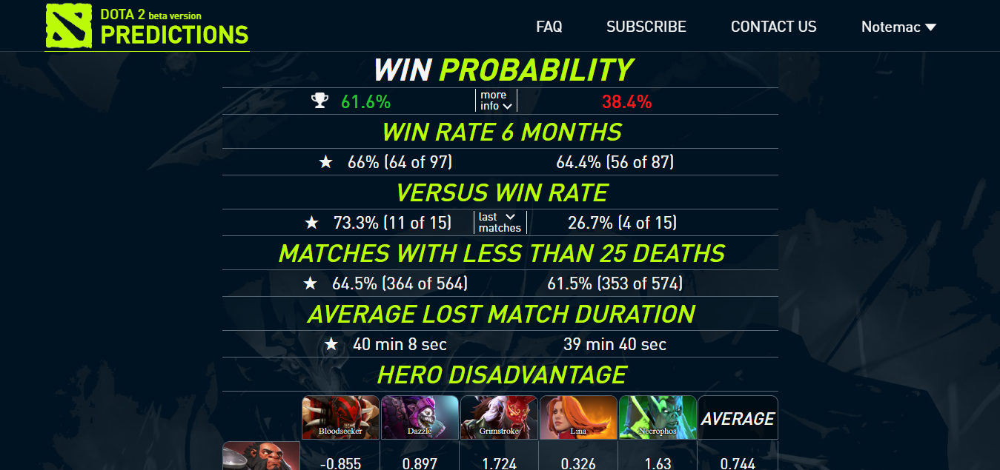 DOTA 2 beta version
PREDICTIONS
FAQ SUBSCRIBE CONTACT US Notemac
WIN PROBABILITY
61.6% more info 38.4%
WIN RATE 6 MONTHS
66% (64 of 97) 64.4% (56 of 87)
VERSUS WIN RATE
73.3% (11 of 15) last matches 26.7% (4 of 15)
MATCHES WITH LESS THAN 25 DEATHS
64.5% (364 of 564) 61.5% (353 of 574)
AVERAGE LOST MATCH DURATION
40 min 8 sec 39 min 40 sec
HERO DISADVANTAGE
Bloodseeker Dazzle Grimstroke Lina Necrophos AVERAGE
-0.855 0.897 1.724 0.326 1.63 0.744